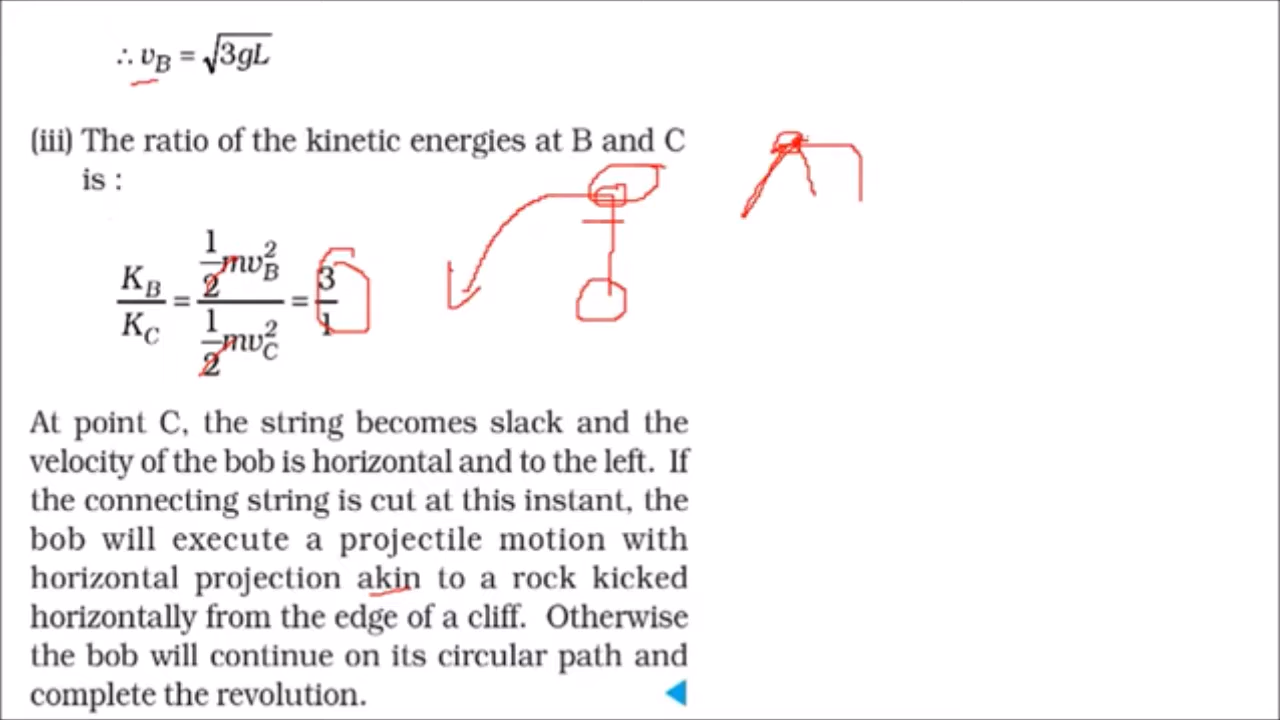 ∴ v_B = √3gL
(iii) The ratio of the kinetic energies at B and C
is :
K_B/K_C = (1/2 mv_B^2)/(1/2 mv_C^2) = 3/1
At point C, the string becomes slack and the
velocity of the bob is horizontal and to the left. If
the connecting string is cut at this instant, the
bob will execute a projectile motion with
horizontal projection akin to a rock kicked
horizontally from the edge of a cliff. Otherwise
the bob will continue on its circular path and
complete the revolution.